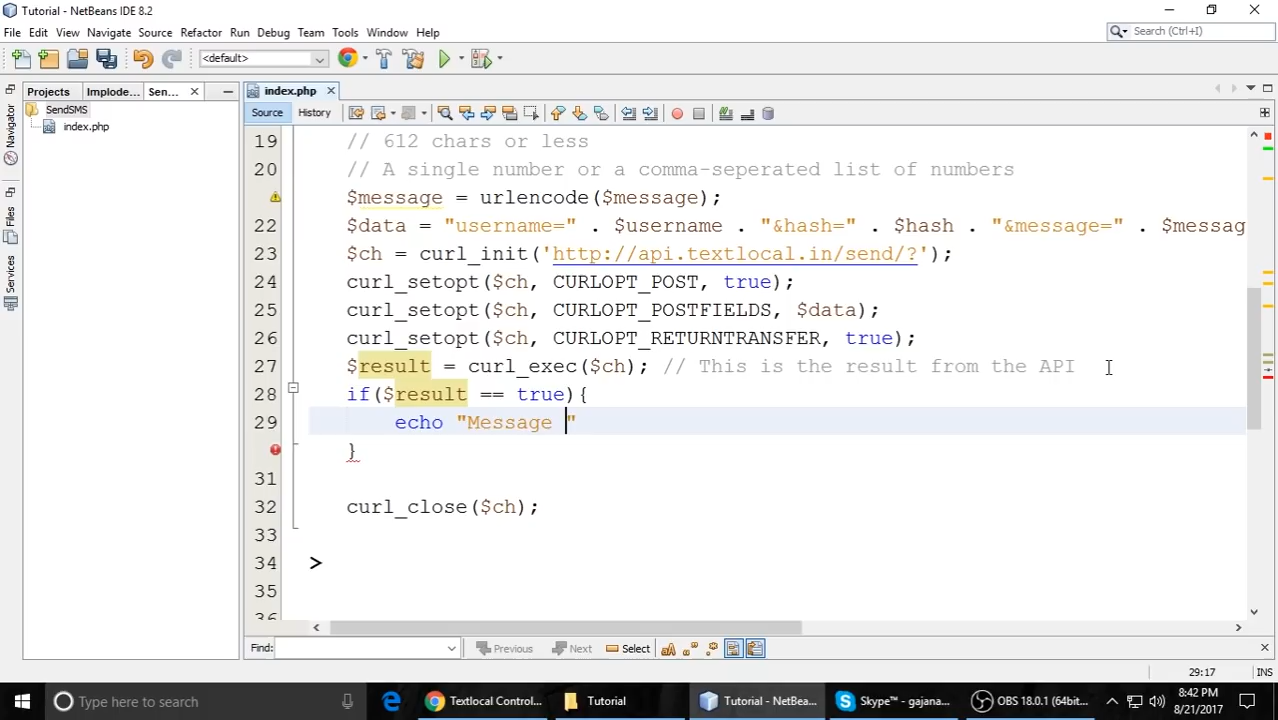 Tutorial - NetBeans IDE 8.2
File Edit View Navigate Source Refactor Run Debug Team Tools Window Help
Search (Ctrl+I)
<default>
Projects Implode... Sen...
index.php
SendSMS
index.php
Source History
Navigator
Files
Services
19 // 612 chars or less
20 // A single number or a comma-seperated list of numbers
$message = urlencode($message);
22 $data = "username=" . $username . "&hash=" . $hash . "&message=" . $messag
23 $ch = curl_init('http://api.textlocal.in/send/?');
24 curl_setopt($ch, CURLOPT_POST, true);
25 curl_setopt($ch, CURLOPT_POSTFIELDS, $data);
26 curl_setopt($ch, CURLOPT_RETURNTRANSFER, true);
27 $result = curl_exec($ch); // This is the result from the API
28 if($result == true){
29 echo "Message "
}
31
32 curl_close($ch);
33
34 >
35
36
Find: Previous Next Select
29:17 INS
Type here to search
Textlocal Control...
Tutorial
Tutorial - NetBeans...
Skype™ - gajana...
OBS 18.0.1 (64bit...
8:42 PM
8/21/2017